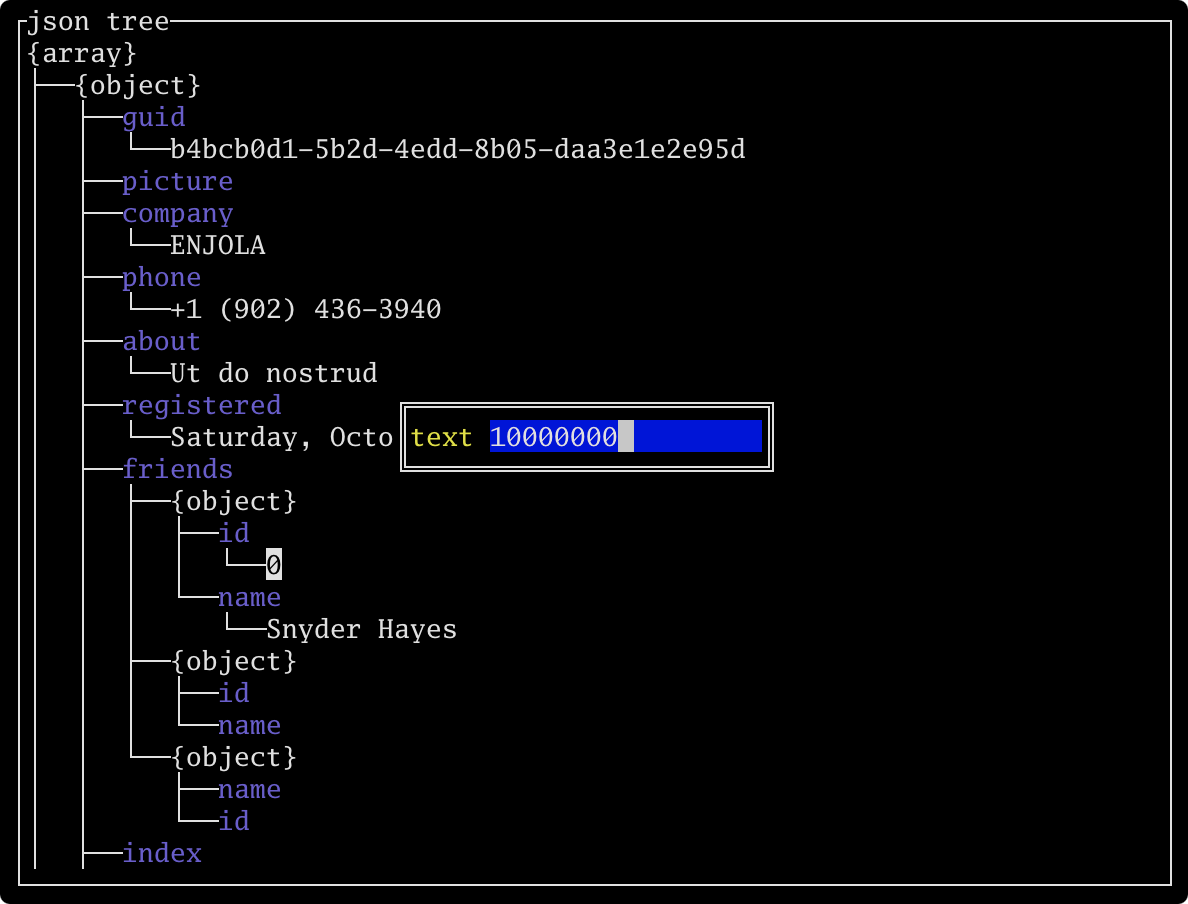 json tree
{array}
{object}
guid
b4bcb0d1-5b2d-4edd-8b05-daa3e1e2e95d
picture
company
ENJOLA
phone
+1 (902) 436-3940
about
Ut do nostrud
registered
Saturday, Octo text 10000000
friends
{object}
id
0
name
Snyder Hayes
{object}
id
name
{object}
name
id
index